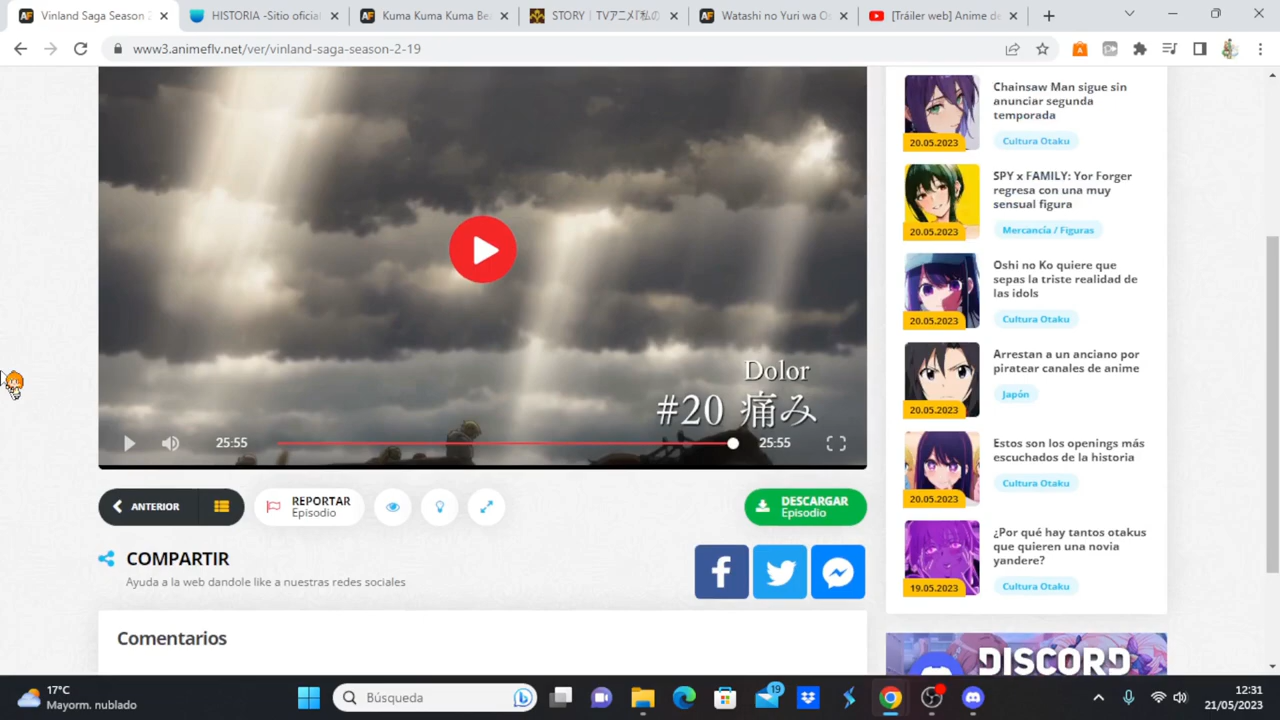 Vinland Saga Season 2
HISTORIA -Sitio oficial
Kuma Kuma Kuma Be
STORY | TVアニメ「私の
Watashi no Yuri wa O
[Tráiler web] Anime de
www3.animeflv.net/ver/vinland-saga-season-2-19
Dolor
#20 痛み
25:55
25:55
ANTERIOR
REPORTAR
Episodio
DESCARGAR
Episodio
COMPARTIR
Ayuda a la web dandole like a nuestras redes sociales
Comentarios
Chainsaw Man sigue sin
anunciar segunda
temporada
Cultura Otaku
20.05.2023
SPY x FAMILY: Yor Forger
regresa con una muy
sensual figura
Mercancía / Figuras
20.05.2023
Oshi no Ko quiere que
sepas la triste realidad de
las idols
Cultura Otaku
20.05.2023
Arrestan a un anciano por
piratear canales de anime
Japón
20.05.2023
Estos son los openings más
escuchados de la historia
Cultura Otaku
20.05.2023
¿Por qué hay tantos otakus
que quieren una novia
yandere?
Cultura Otaku
19.05.2023
DISCORD
17°C
Mayorm. nublado
Búsqueda
19
12:31
21/05/2023